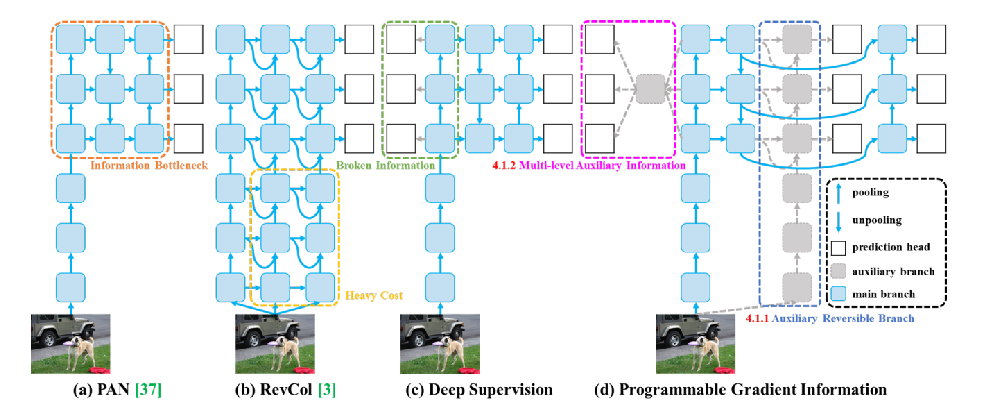 Information Bottleneck
Broken Information
4.1.2 Multi-level Auxiliary Information
Heavy Cost
pooling
unpooling
prediction head
auxiliary branch
main branch
4.1.1 Auxiliary Reversible Branch
(a) PAN [37]
(b) RevCol [3]
(c) Deep Supervision
(d) Programmable Gradient Information